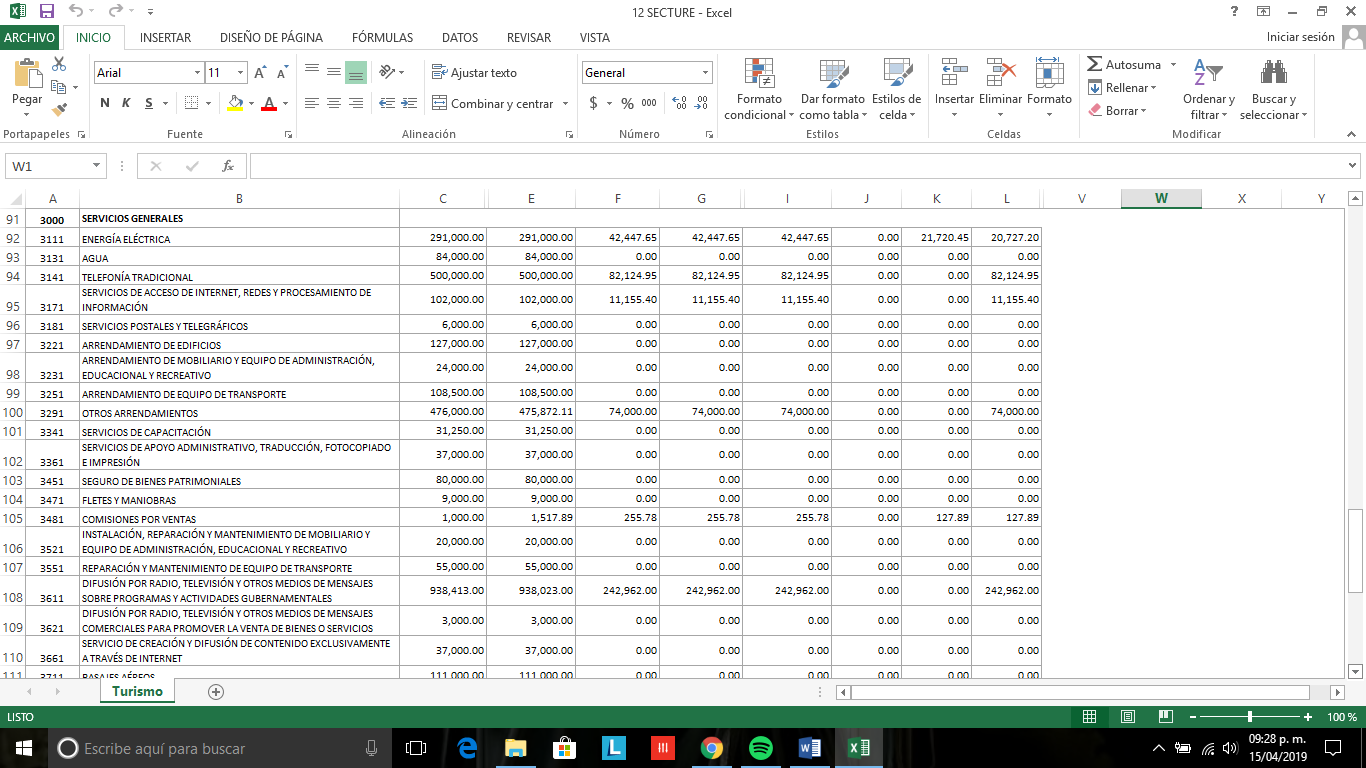 12 SECTURE - Excel
?
ARCHIVO INICIO INSERTAR DISEÑO DE PÁGINA FÓRMULAS DATOS REVISAR VISTA Iniciar sesión
Pegar
Portapapeles
Arial 11
N K S
Fuente
Ajustar texto
Combinar y centrar
Alineación
General
$ % 000
Número
Formato condicional
Dar formato como tabla
Estilos de celda
Estilos
Insertar Eliminar Formato
Celdas
Autosuma
Rellenar
Borrar
Ordenar y filtrar
Buscar y seleccionar
Modificar
W1 fx
A B C E F G I J K L V W X Y
91 3000 SERVICIOS GENERALES
92 3111 ENERGÍA ELÉCTRICA 291,000.00 291,000.00 42,447.65 42,447.65 42,447.65 0.00 21,720.45 20,727.20
93 3131 AGUA 84,000.00 84,000.00 0.00 0.00 0.00 0.00 0.00 0.00
94 3141 TELEFONÍA TRADICIONAL 500,000.00 500,000.00 82,124.95 82,124.95 82,124.95 0.00 0.00 82,124.95
95 3171 SERVICIOS DE ACCESO DE INTERNET, REDES Y PROCESAMIENTO DE
INFORMACIÓN 102,000.00 102,000.00 11,155.40 11,155.40 11,155.40 0.00 0.00 11,155.40
96 3181 SERVICIOS POSTALES Y TELEGRÁFICOS 6,000.00 6,000.00 0.00 0.00 0.00 0.00 0.00 0.00
97 3221 ARRENDAMIENTO DE EDIFICIOS 127,000.00 127,000.00 0.00 0.00 0.00 0.00 0.00 0.00
98 3231 ARRENDAMIENTO DE MOBILIARIO Y EQUIPO DE ADMINISTRACIÓN,
EDUCACIONAL Y RECREATIVO 24,000.00 24,000.00 0.00 0.00 0.00 0.00 0.00 0.00
99 3251 ARRENDAMIENTO DE EQUIPO DE TRANSPORTE 108,500.00 108,500.00 0.00 0.00 0.00 0.00 0.00 0.00
100 3291 OTROS ARRENDAMIENTOS 476,000.00 475,872.11 74,000.00 74,000.00 74,000.00 0.00 0.00 74,000.00
101 3341 SERVICIOS DE CAPACITACIÓN 31,250.00 31,250.00 0.00 0.00 0.00 0.00 0.00 0.00
102 3361 SERVICIOS DE APOYO ADMINISTRATIVO, TRADUCCIÓN, FOTOCOPIADO
E IMPRESIÓN 37,000.00 37,000.00 0.00 0.00 0.00 0.00 0.00 0.00
103 3451 SEGURO DE BIENES PATRIMONIALES 80,000.00 80,000.00 0.00 0.00 0.00 0.00 0.00 0.00
104 3471 FLETES Y MANIOBRAS 9,000.00 9,000.00 0.00 0.00 0.00 0.00 0.00 0.00
105 3481 COMISIONES POR VENTAS 1,000.00 1,517.89 255.78 255.78 255.78 0.00 127.89 127.89
106 3521 INSTALACIÓN, REPARACIÓN Y MANTENIMIENTO DE MOBILIARIO Y
EQUIPO DE ADMINISTRACIÓN, EDUCACIONAL Y RECREATIVO 20,000.00 20,000.00 0.00 0.00 0.00 0.00 0.00 0.00
107 3551 REPARACIÓN Y MANTENIMIENTO DE EQUIPO DE TRANSPORTE 55,000.00 55,000.00 0.00 0.00 0.00 0.00 0.00 0.00
108 3611 DIFUSIÓN POR RADIO, TELEVISIÓN Y OTROS MEDIOS DE MENSAJES
SOBRE PROGRAMAS Y ACTIVIDADES GUBERNAMENTALES 938,413.00 938,023.00 242,962.00 242,962.00 242,962.00 0.00 0.00 242,962.00
109 3621 DIFUSIÓN POR RADIO, TELEVISIÓN Y OTROS MEDIOS DE MENSAJES
COMERCIALES PARA PROMOVER LA VENTA DE BIENES O SERVICIOS 3,000.00 3,000.00 0.00 0.00 0.00 0.00 0.00 0.00
110 3661 SERVICIO DE CREACIÓN Y DIFUSIÓN DE CONTENIDO EXCLUSIVAMENTE
A TRAVÉS DE INTERNET 37,000.00 37,000.00 0.00 0.00 0.00 0.00 0.00 0.00
111 3711 PASAJES AÉREOS 111,000.00 111,000.00 0.00 0.00 0.00 0.00 0.00 0.00
Turismo
LISTO 100 %
Escribe aquí para buscar
09:28 p. m.
15/04/2019